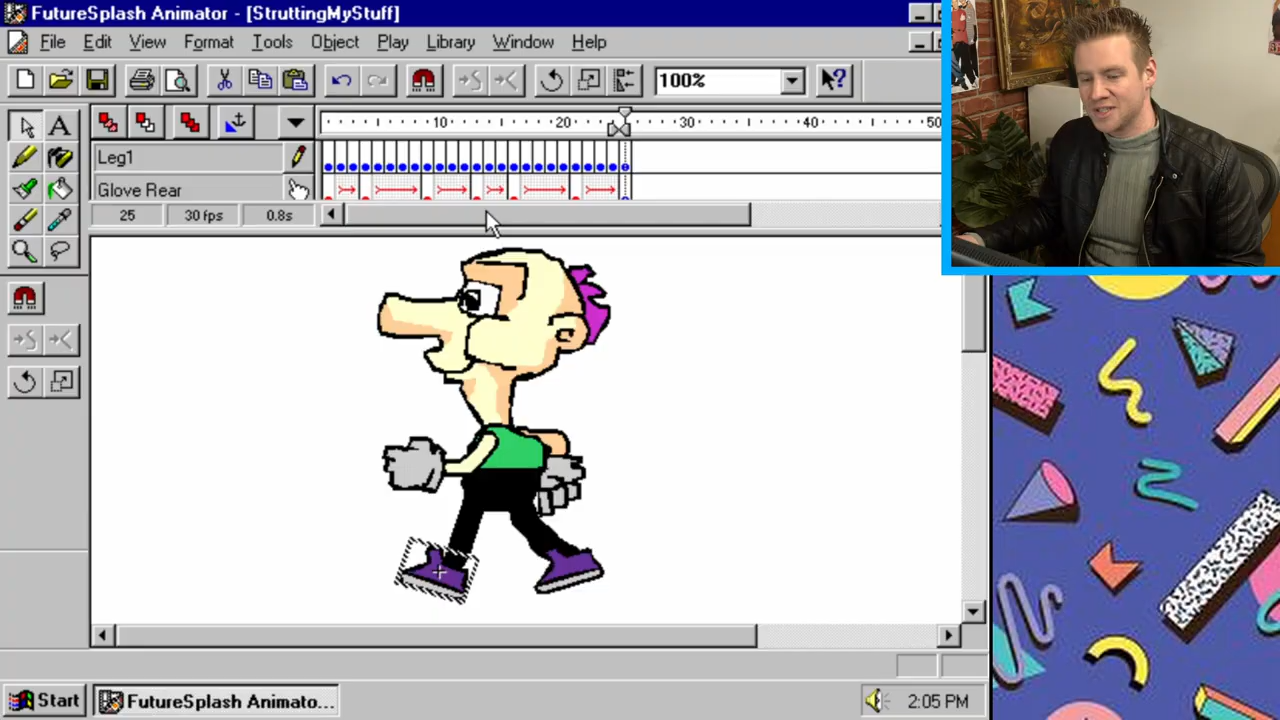 FutureSplash Animator - [StruttingMyStuff]
File Edit View Format Tools Object Play Library Window Help
100%
A
10 20 30 40 50
Leg1
Glove Rear
25 30 fps 0.8s
Start FutureSplash Animato... 2:05 PM